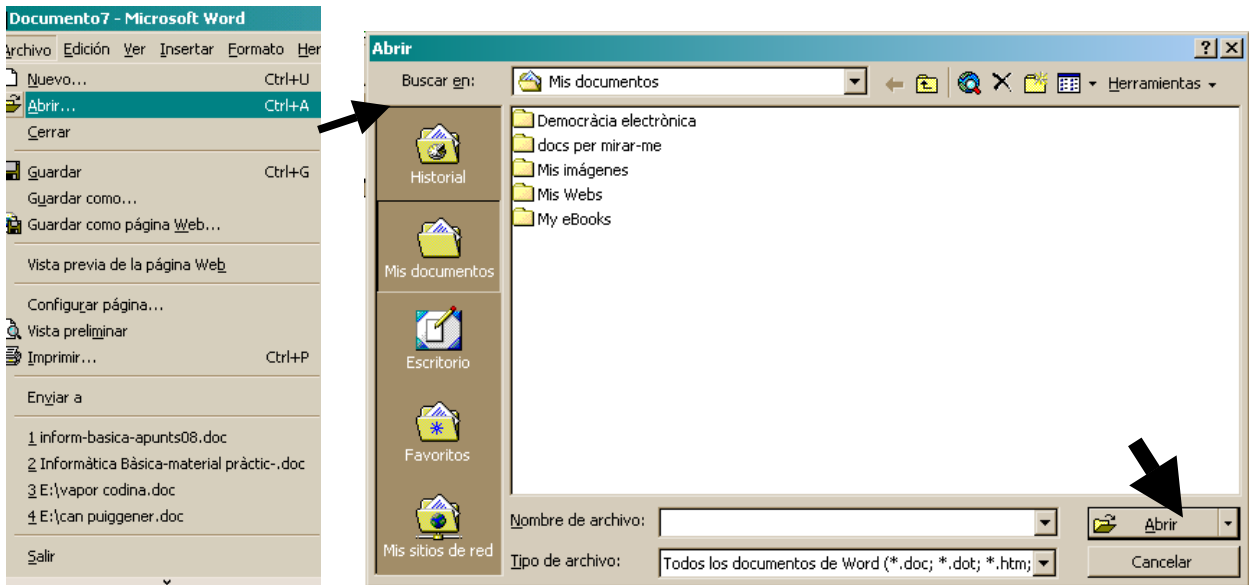 Documento7 - Microsoft Word
Archivo Edición Ver Insertar Formato Her
Nuevo... Ctrl+U
Abrir... Ctrl+A
Cerrar
Guardar Ctrl+G
Guardar como...
Guardar como página Web...
Vista previa de la página Web
Configurar página...
Vista preliminar
Imprimir... Ctrl+P
Enviar a
1 inform-basica-apunts08.doc
2 Informàtica Bàsica-material pràctic-.doc
3 E:\vapor codina.doc
4 E:\can puiggener.doc
Salir
Abrir
Buscar en: Mis documentos Herramientas
Historial
Mis documentos
Escritorio
Favoritos
Mis sitios de red
Democràcia electrònica
docs per mirar-me
Mis imágenes
Mis Webs
My eBooks
Nombre de archivo: Abrir
Tipo de archivo: Todos los documentos de Word (*.doc; *.dot; *.htm; Cancelar